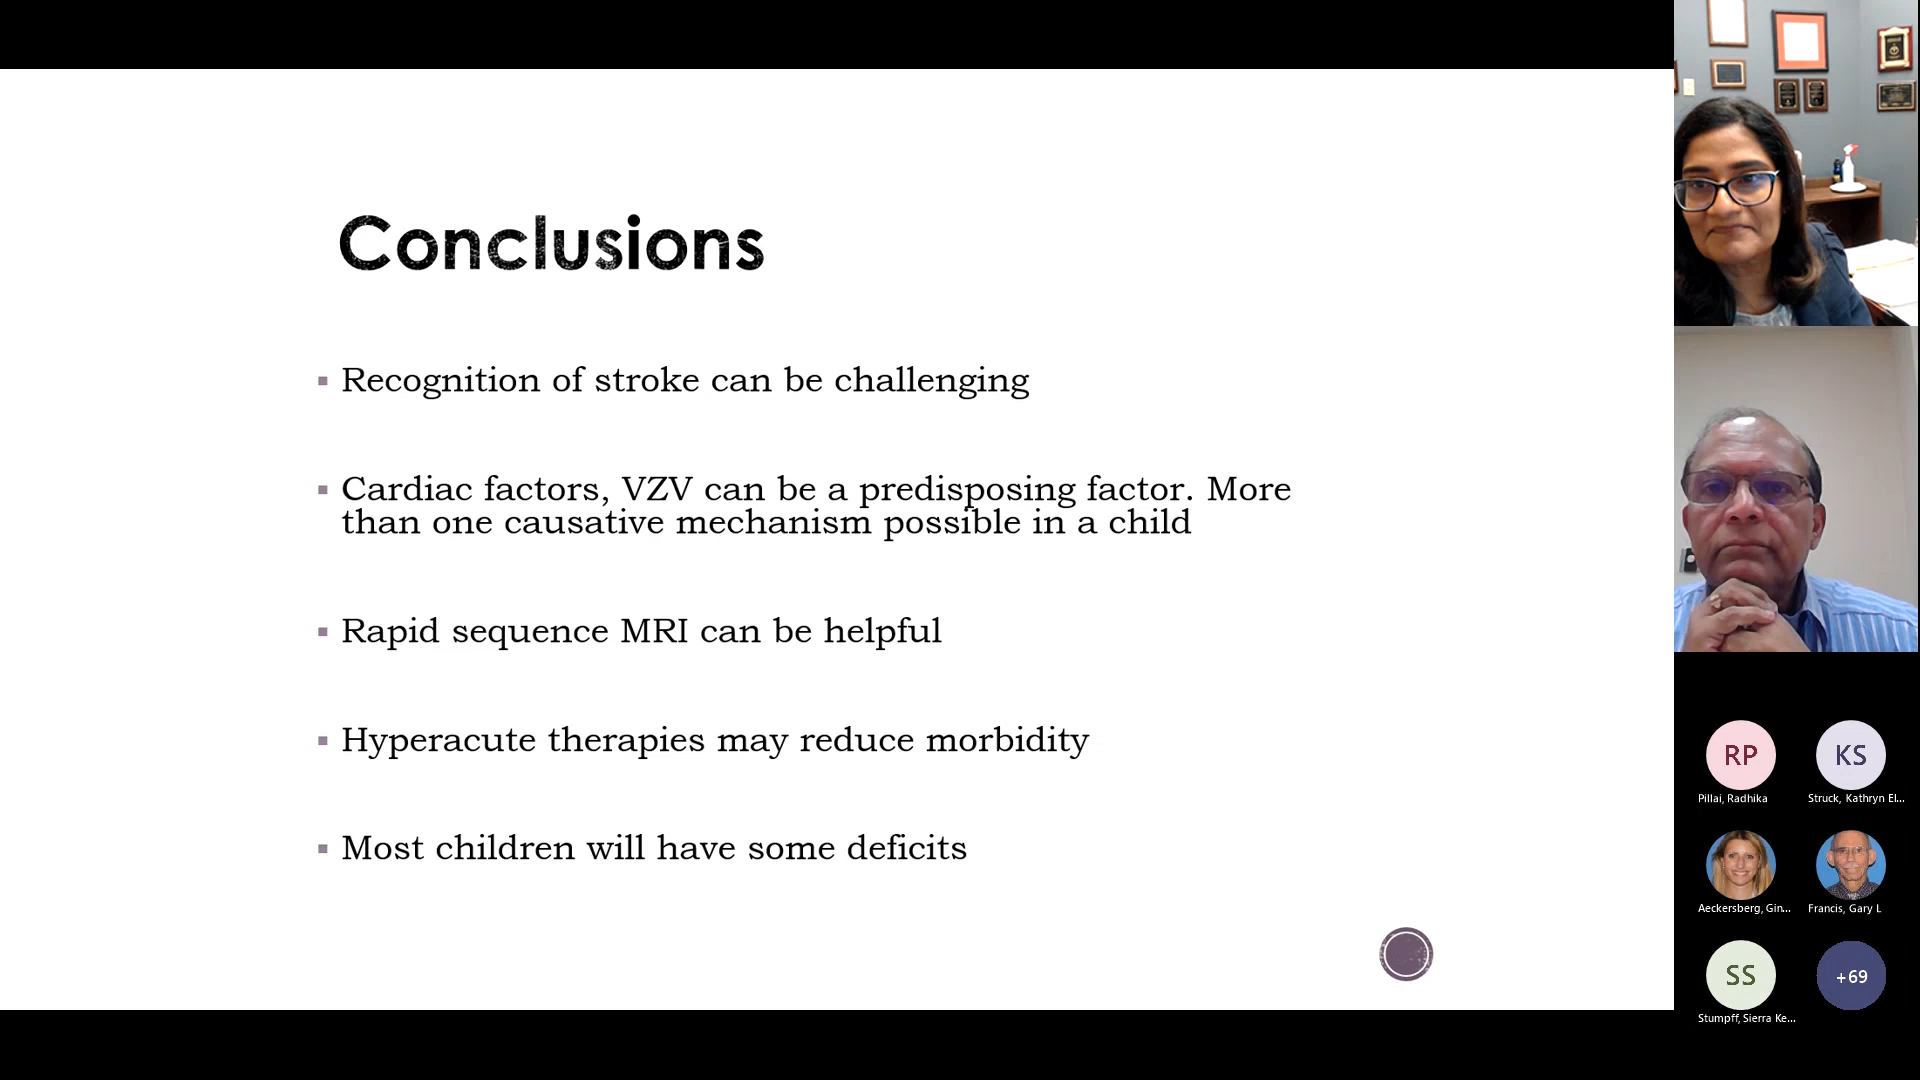 Conclusions
Recognition of stroke can be challenging
Cardiac factors, VZV can be a predisposing factor. More
than one causative mechanism possible in a child
Rapid sequence MRI can be helpful
Hyperacute therapies may reduce morbidity
Most children will have some deficits
RP
KS
Pillai, Radhika
Struck, Kathryn El...
Aeckersberg, Gin...
Francis, Gary L
SS
+69
Stumpff, Sierra Ke...